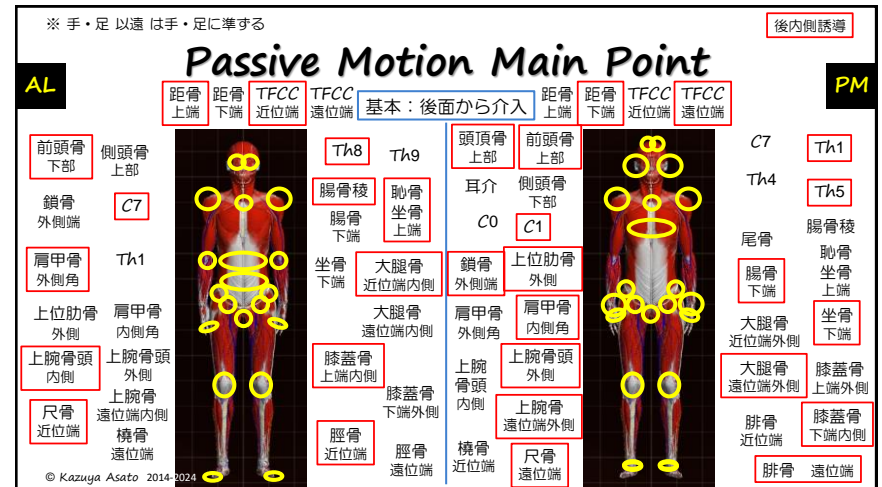 ※ 手・足 以遠 は手・足に準ずる
後内側誘導
Passive Motion Main Point
AL
PM
距骨
上端
距骨
下端
TFCC
近位端
TFCC
遠位端
基本：後面から介入
距骨
上端
距骨
下端
TFCC
近位端
TFCC
遠位端
前頭骨
下部
側頭骨
上部
鎖骨
外側端
C7
肩甲骨
外側角
Th1
上位肋骨
外側
肩甲骨
内側角
上腕骨頭
内側
上腕骨頭
外側
尺骨
近位端
上腕骨
遠位端内側
橈骨
遠位端
Th8
Th9
腸骨稜
腸骨
下端
恥骨
坐骨
上端
坐骨
下端
大腿骨
近位端内側
大腿骨
遠位端内側
膝蓋骨
上端内側
膝蓋骨
下端外側
脛骨
近位端
脛骨
遠位端
頭頂骨
上部
前頭骨
上部
耳介
側頭骨
下部
C0
C1
鎖骨
外側端
上位肋骨
外側
肩甲骨
外側角
肩甲骨
内側角
上腕
骨頭
内側
上腕骨頭
外側
上腕骨
遠位端外側
橈骨
近位端
尺骨
遠位端
C7
Th1
Th4
Th5
尾骨
腸骨稜
腸骨
下端
恥骨
坐骨
上端
大腿骨
近位端外側
坐骨
下端
大腿骨
遠位端外側
膝蓋骨
上端外側
腓骨
近位端
膝蓋骨
下端内側
腓骨 遠位端
© Kazuya Asato 2014-2024